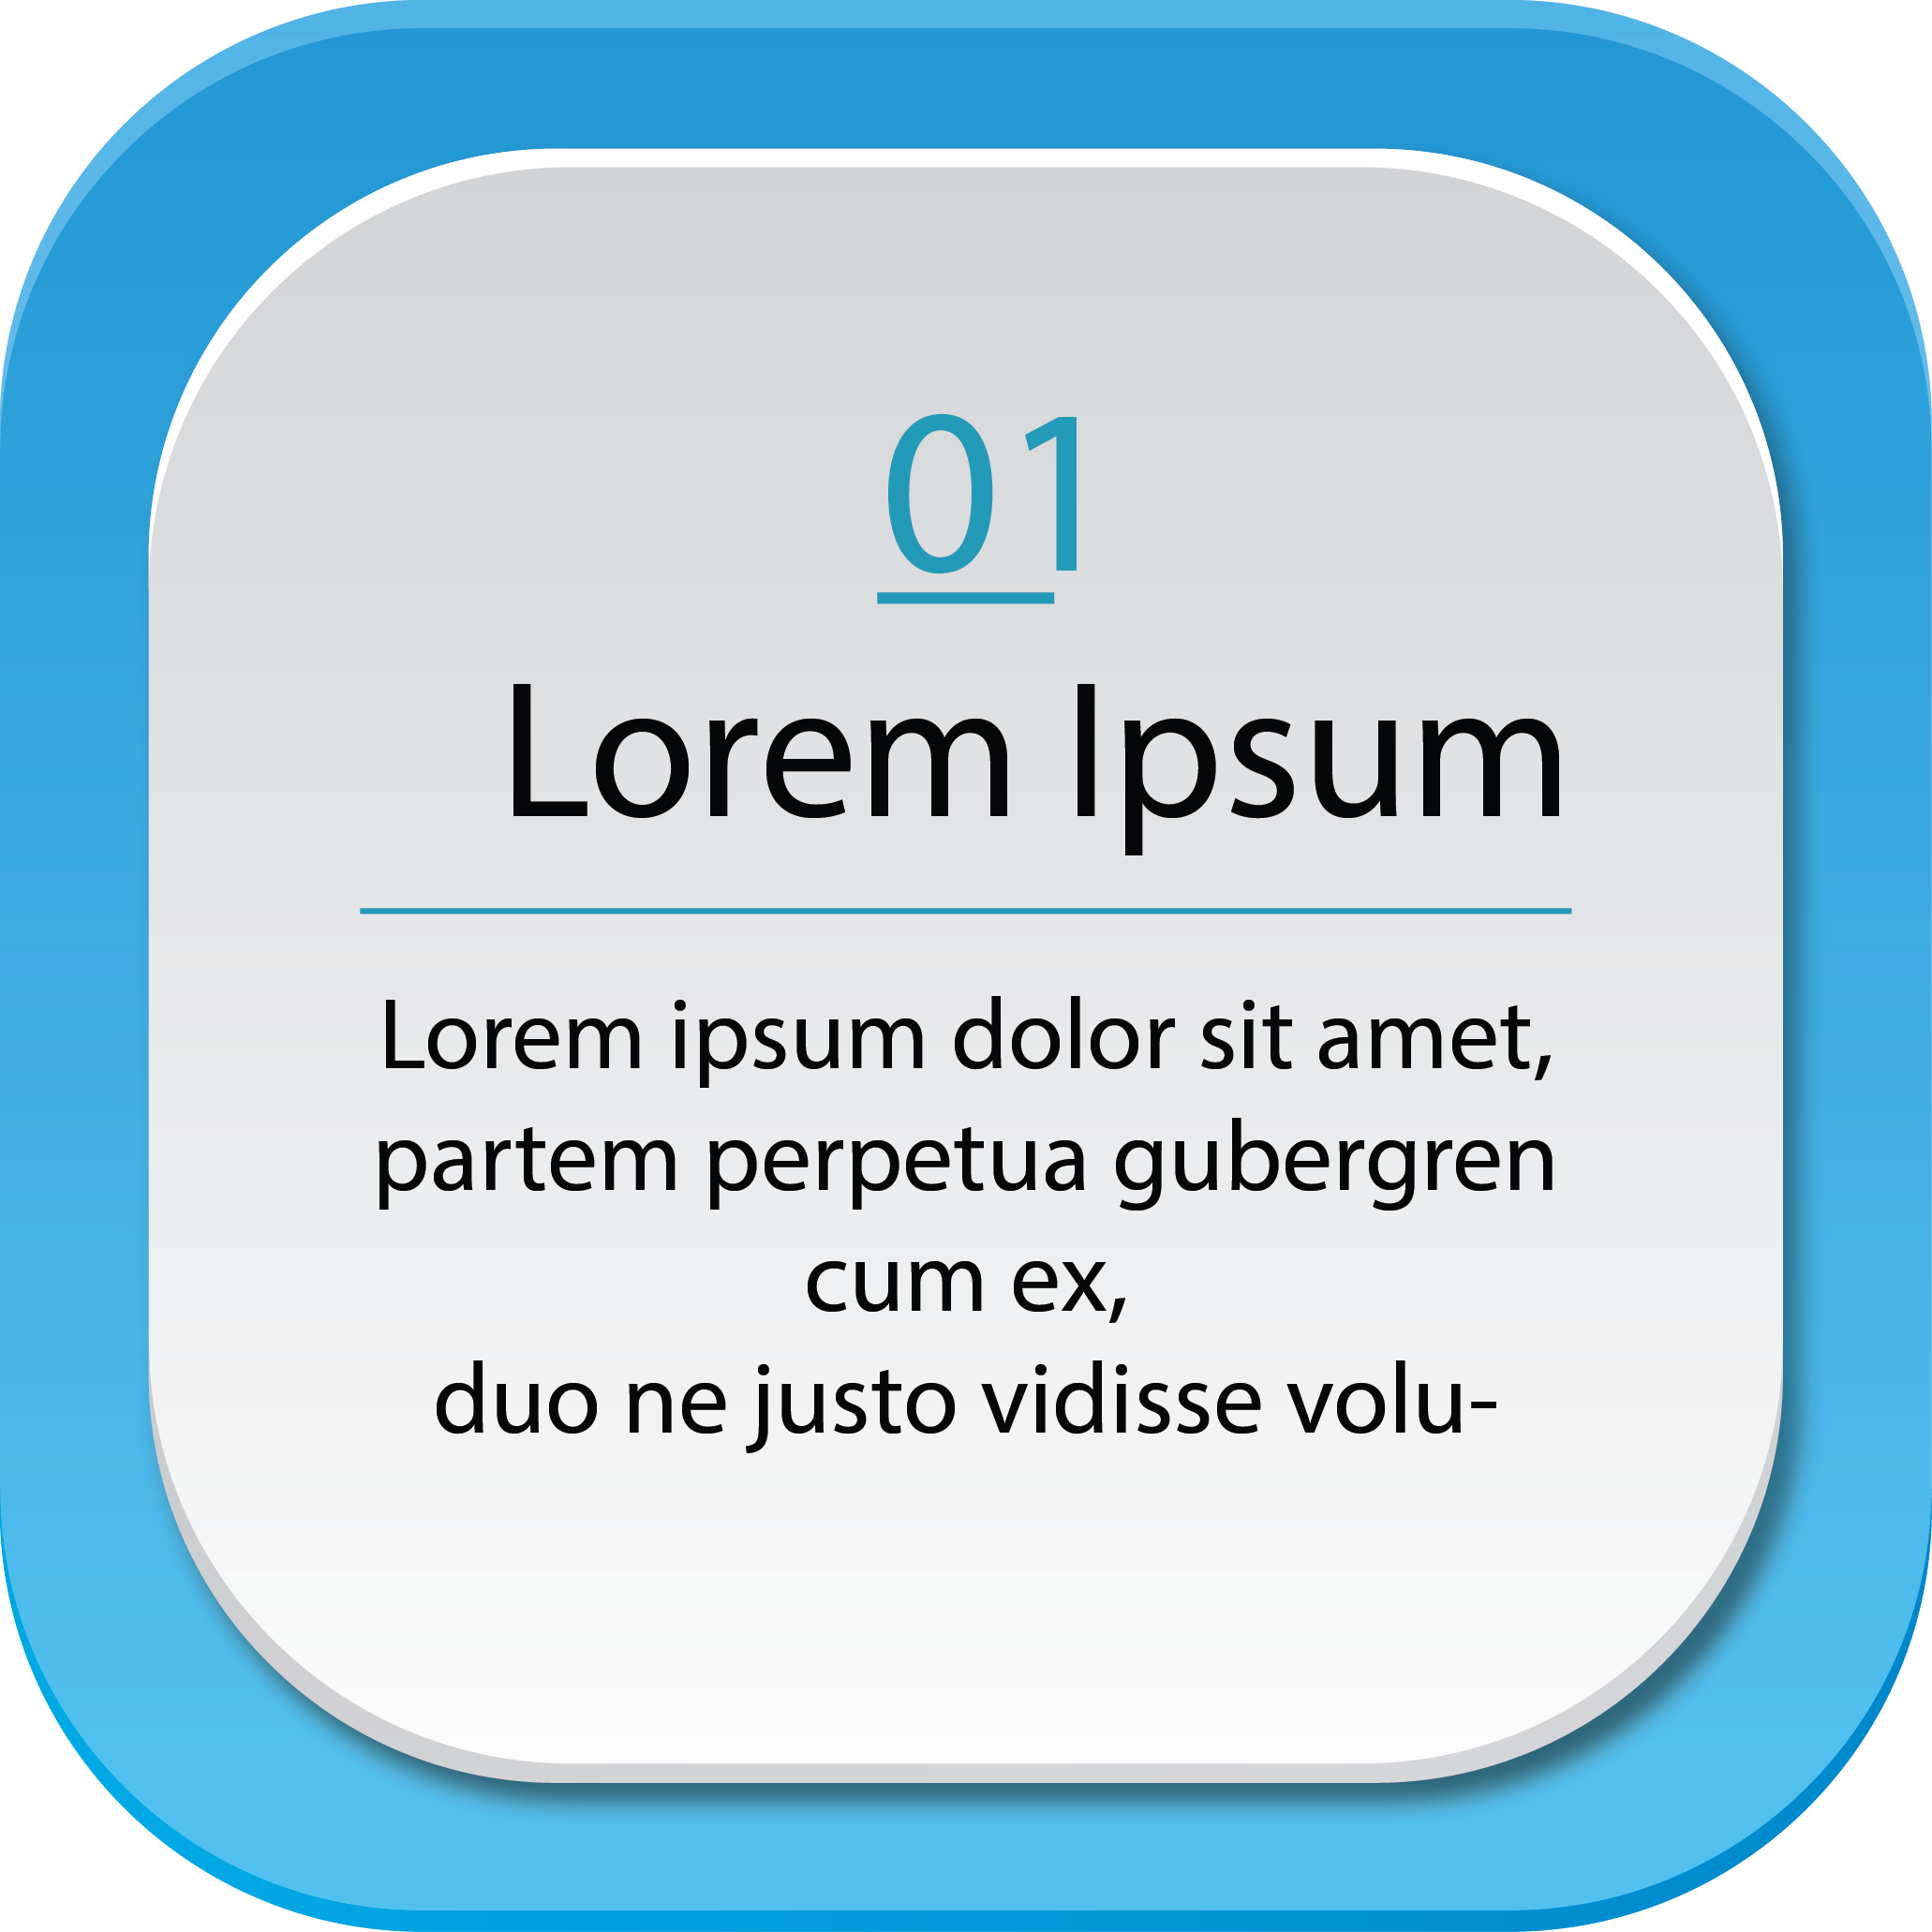 01
Lorem Ipsum
Lorem ipsum dolor sit amet,
partem perpetua gubergren
cum ex,
duo ne justo vidisse volu-